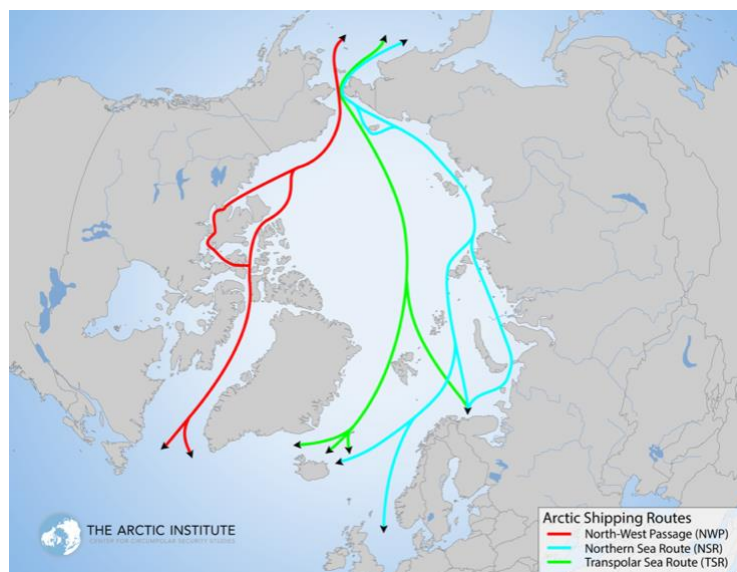 THE ARCTIC INSTITUTE
CENTER FOR CIRCUMPOLAR SECURITY STUDIES
Arctic Shipping Routes
North-West Passage (NWP)
Northern Sea Route (NSR)
Transpolar Sea Route (TSR)